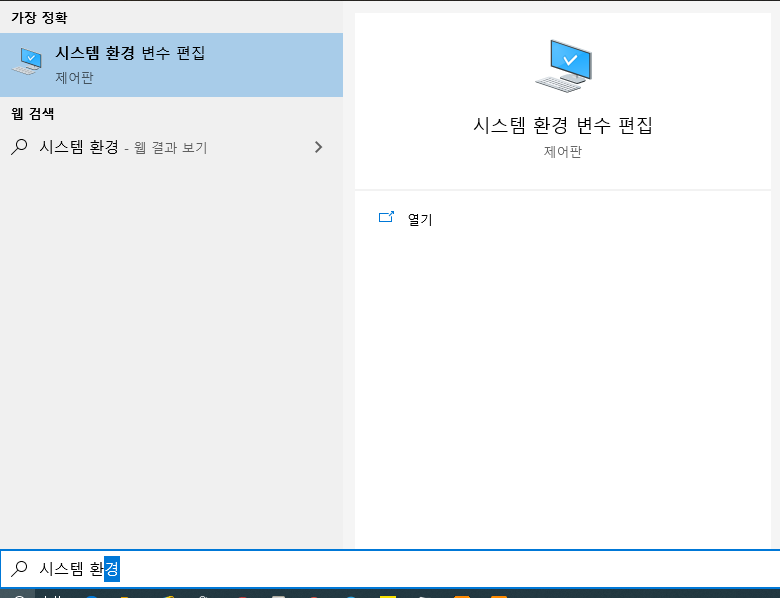 가장 정확
시스템 환경 변수 편집
제어판
웹 검색
시스템 환경 - 웹 결과 보기
시스템 환경 변수 편집
제어판
열기
시스템 환경